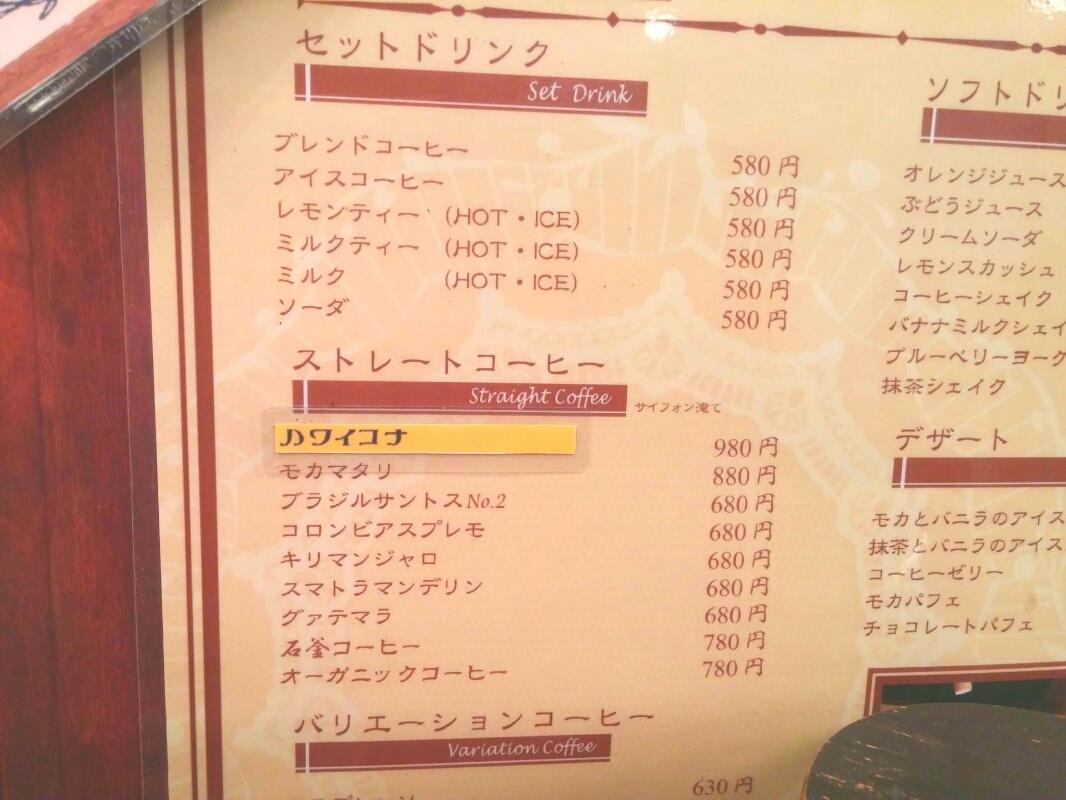 セットドリンク
Set Drink
ブレンドコーヒー 580円
アイスコーヒー 580円
レモンティー (HOT・ICE) 580円
ミルクティー (HOT・ICE) 580円
ミルク (HOT・ICE) 580円
ソーダ 580円
ストレートコーヒー
Straight Coffee サイフォン滝て
ハワイコナ 980円
モカマタリ 880円
ブラジルサントスNo.2 680円
コロンビアスプレモ 680円
キリマンジャロ 680円
スマトラマンデリン 680円
グァテマラ 680円
石釜コーヒー 780円
オーガニックコーヒー 780円
バリエーションコーヒー
Variation Coffee
630円
ソフトドリ
オレンジジュース
ぶどうジュース
クリームソーダ
レモンスカッシュ
コーヒーシェイク
バナナミルクシェイ
ブルーベリーヨーグ
抹茶シェイク
デザート
モカとバニラのアイス
抹茶とバニラのアイス
コーヒーゼリー
モカパフェ
チョコレートパフェ